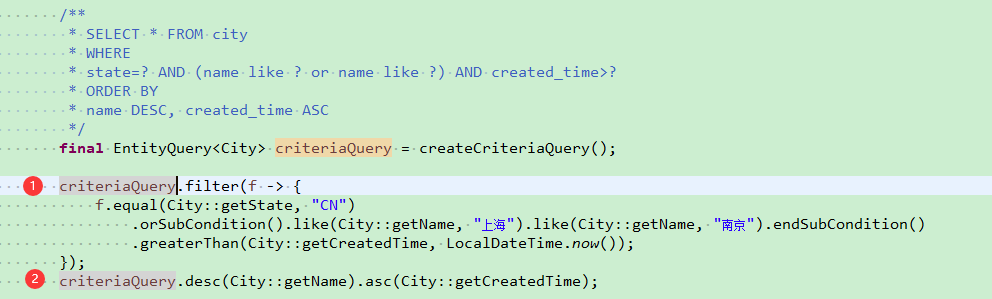 /**
* SELECT * FROM city
* WHERE
* state=? AND (name like ? or name like ?) AND created_time>?
* ORDER BY
* name DESC, created_time ASC
*/
final EntityQuery<City> criteriaQuery = createCriteriaQuery();
1 criteriaQuery.filter(f -> {
f.equal(City::getState, "CN")
.orSubCondition().like(City::getName, "上海").like(City::getName, "南京").endSubCondition()
.greaterThan(City::getCreatedTime, LocalDateTime.now());
});
2 criteriaQuery.desc(City::getName).asc(City::getCreatedTime);